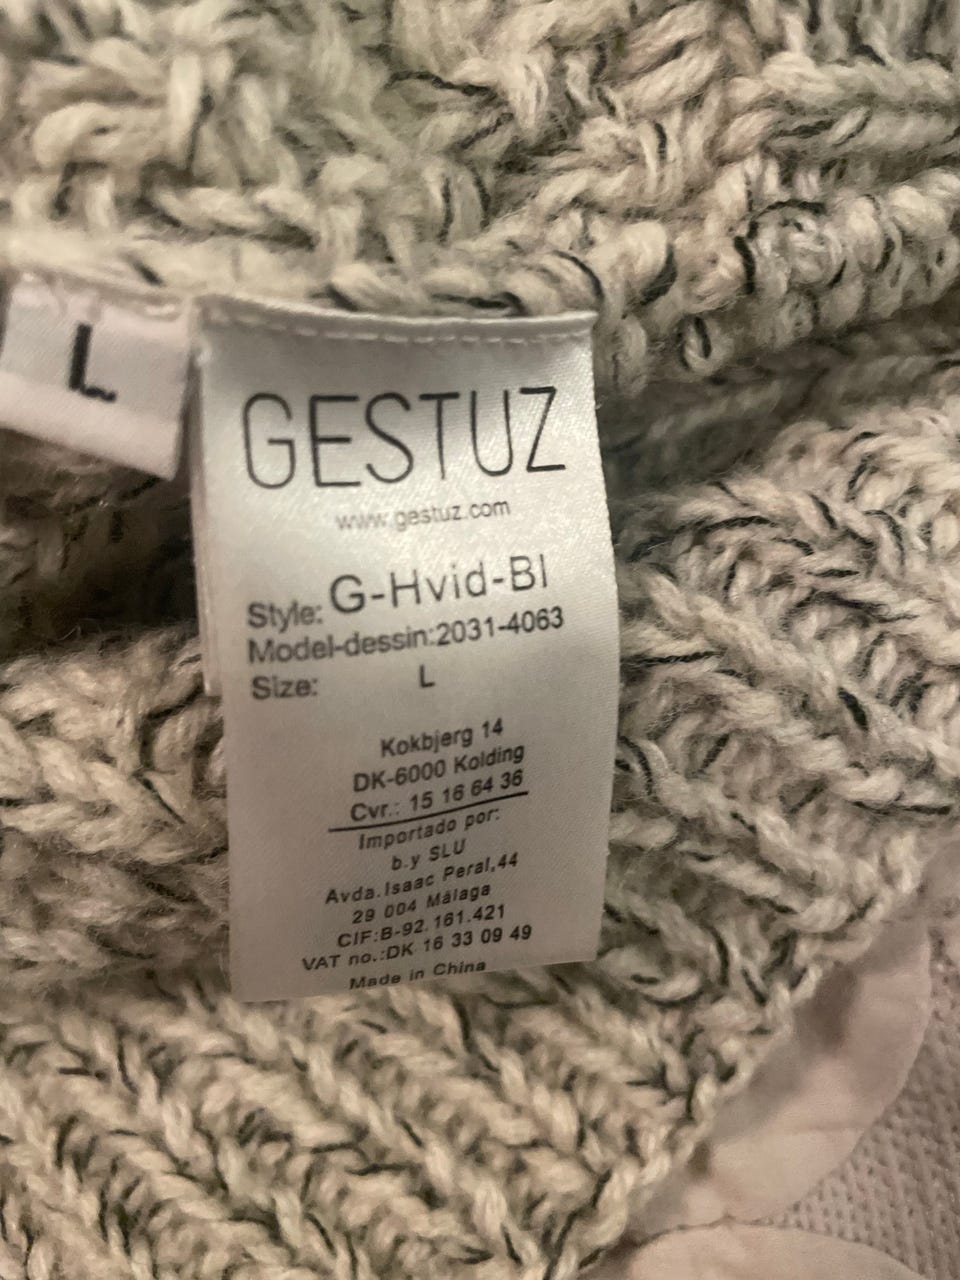 L
GESTUZ
www.gestuz.com
Style: G-Hvid-Bl
Model-dessin:2031-4063
Size: L
Kokbjerg 14
DK-6000 Kolding
Cvr.: 15 16 64 36
Importado por:
b.y SLU
Avda.Isaac Peral,44
29 004 Málaga
CIF:B-92.161.421
VAT no.:DK 16 33 09 49
Made in China